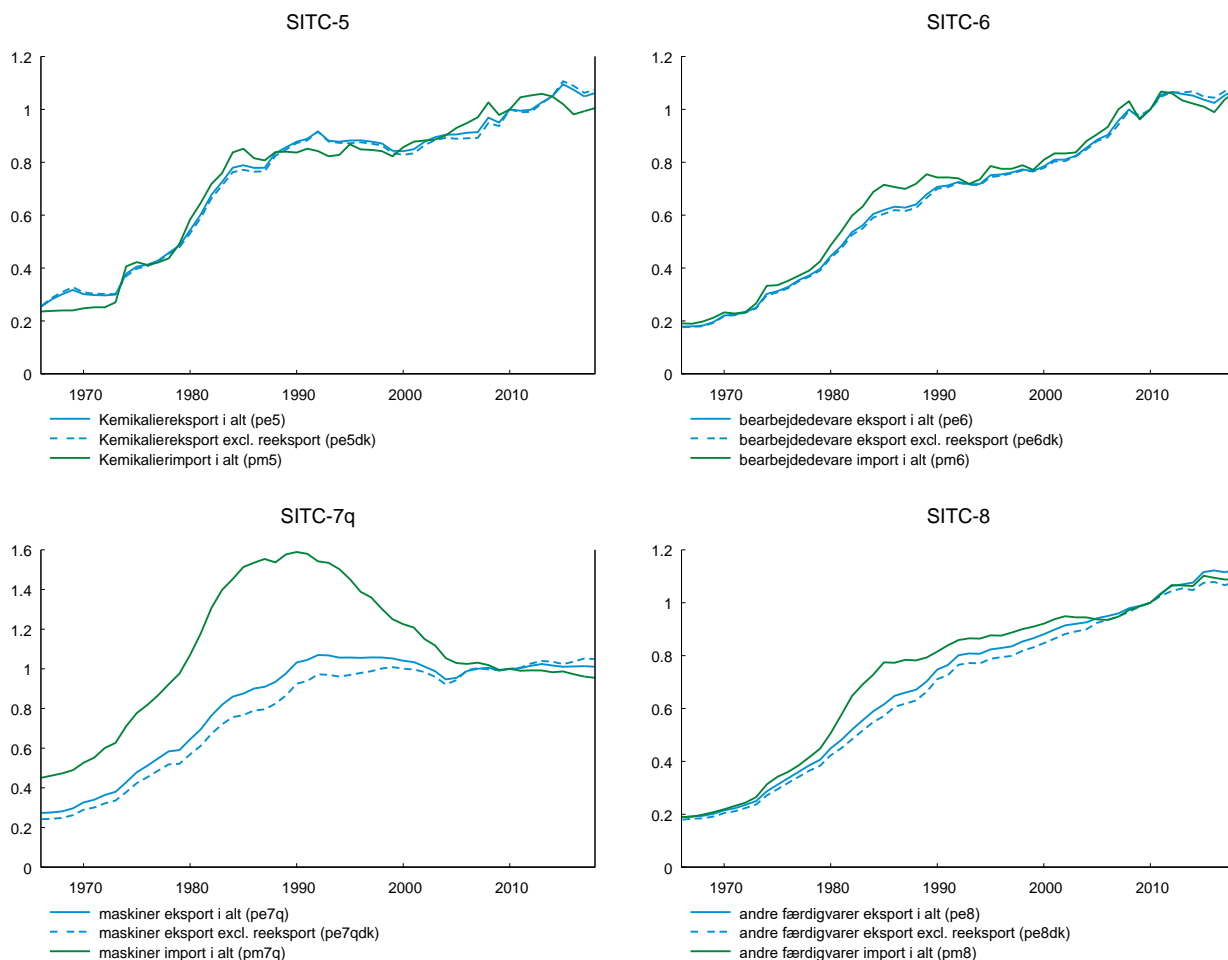 SITC-5
1.2
1
0.8
0.6
0.4
0.2
0
1970 1980 1990 2000 2010
Kemikaliereksport i alt (pe5)
Kemikaliereksport excl. reeksport (pe5dk)
Kemikalierimport i alt (pm5)
SITC-6
1.2
1
0.8
0.6
0.4
0.2
0
1970 1980 1990 2000 2010
bearbejdedevare eksport i alt (pe6)
bearbejdedevare eksport excl. reeksport (pe6dk)
bearbejdedevare import i alt (pm6)
SITC-7q
1.6
1.4
1.2
1
0.8
0.6
0.4
0.2
0
1970 1980 1990 2000 2010
maskiner eksport i alt (pe7q)
maskiner eksport excl. reeksport (pe7qdk)
maskiner import i alt (pm7q)
SITC-8
1.2
1
0.8
0.6
0.4
0.2
0
1970 1980 1990 2000 2010
andre færdigvarer eksport i alt (pe8)
andre færdigvarer eksport excl. reeksport (pe8dk)
andre færdigvarer import i alt (pm8)